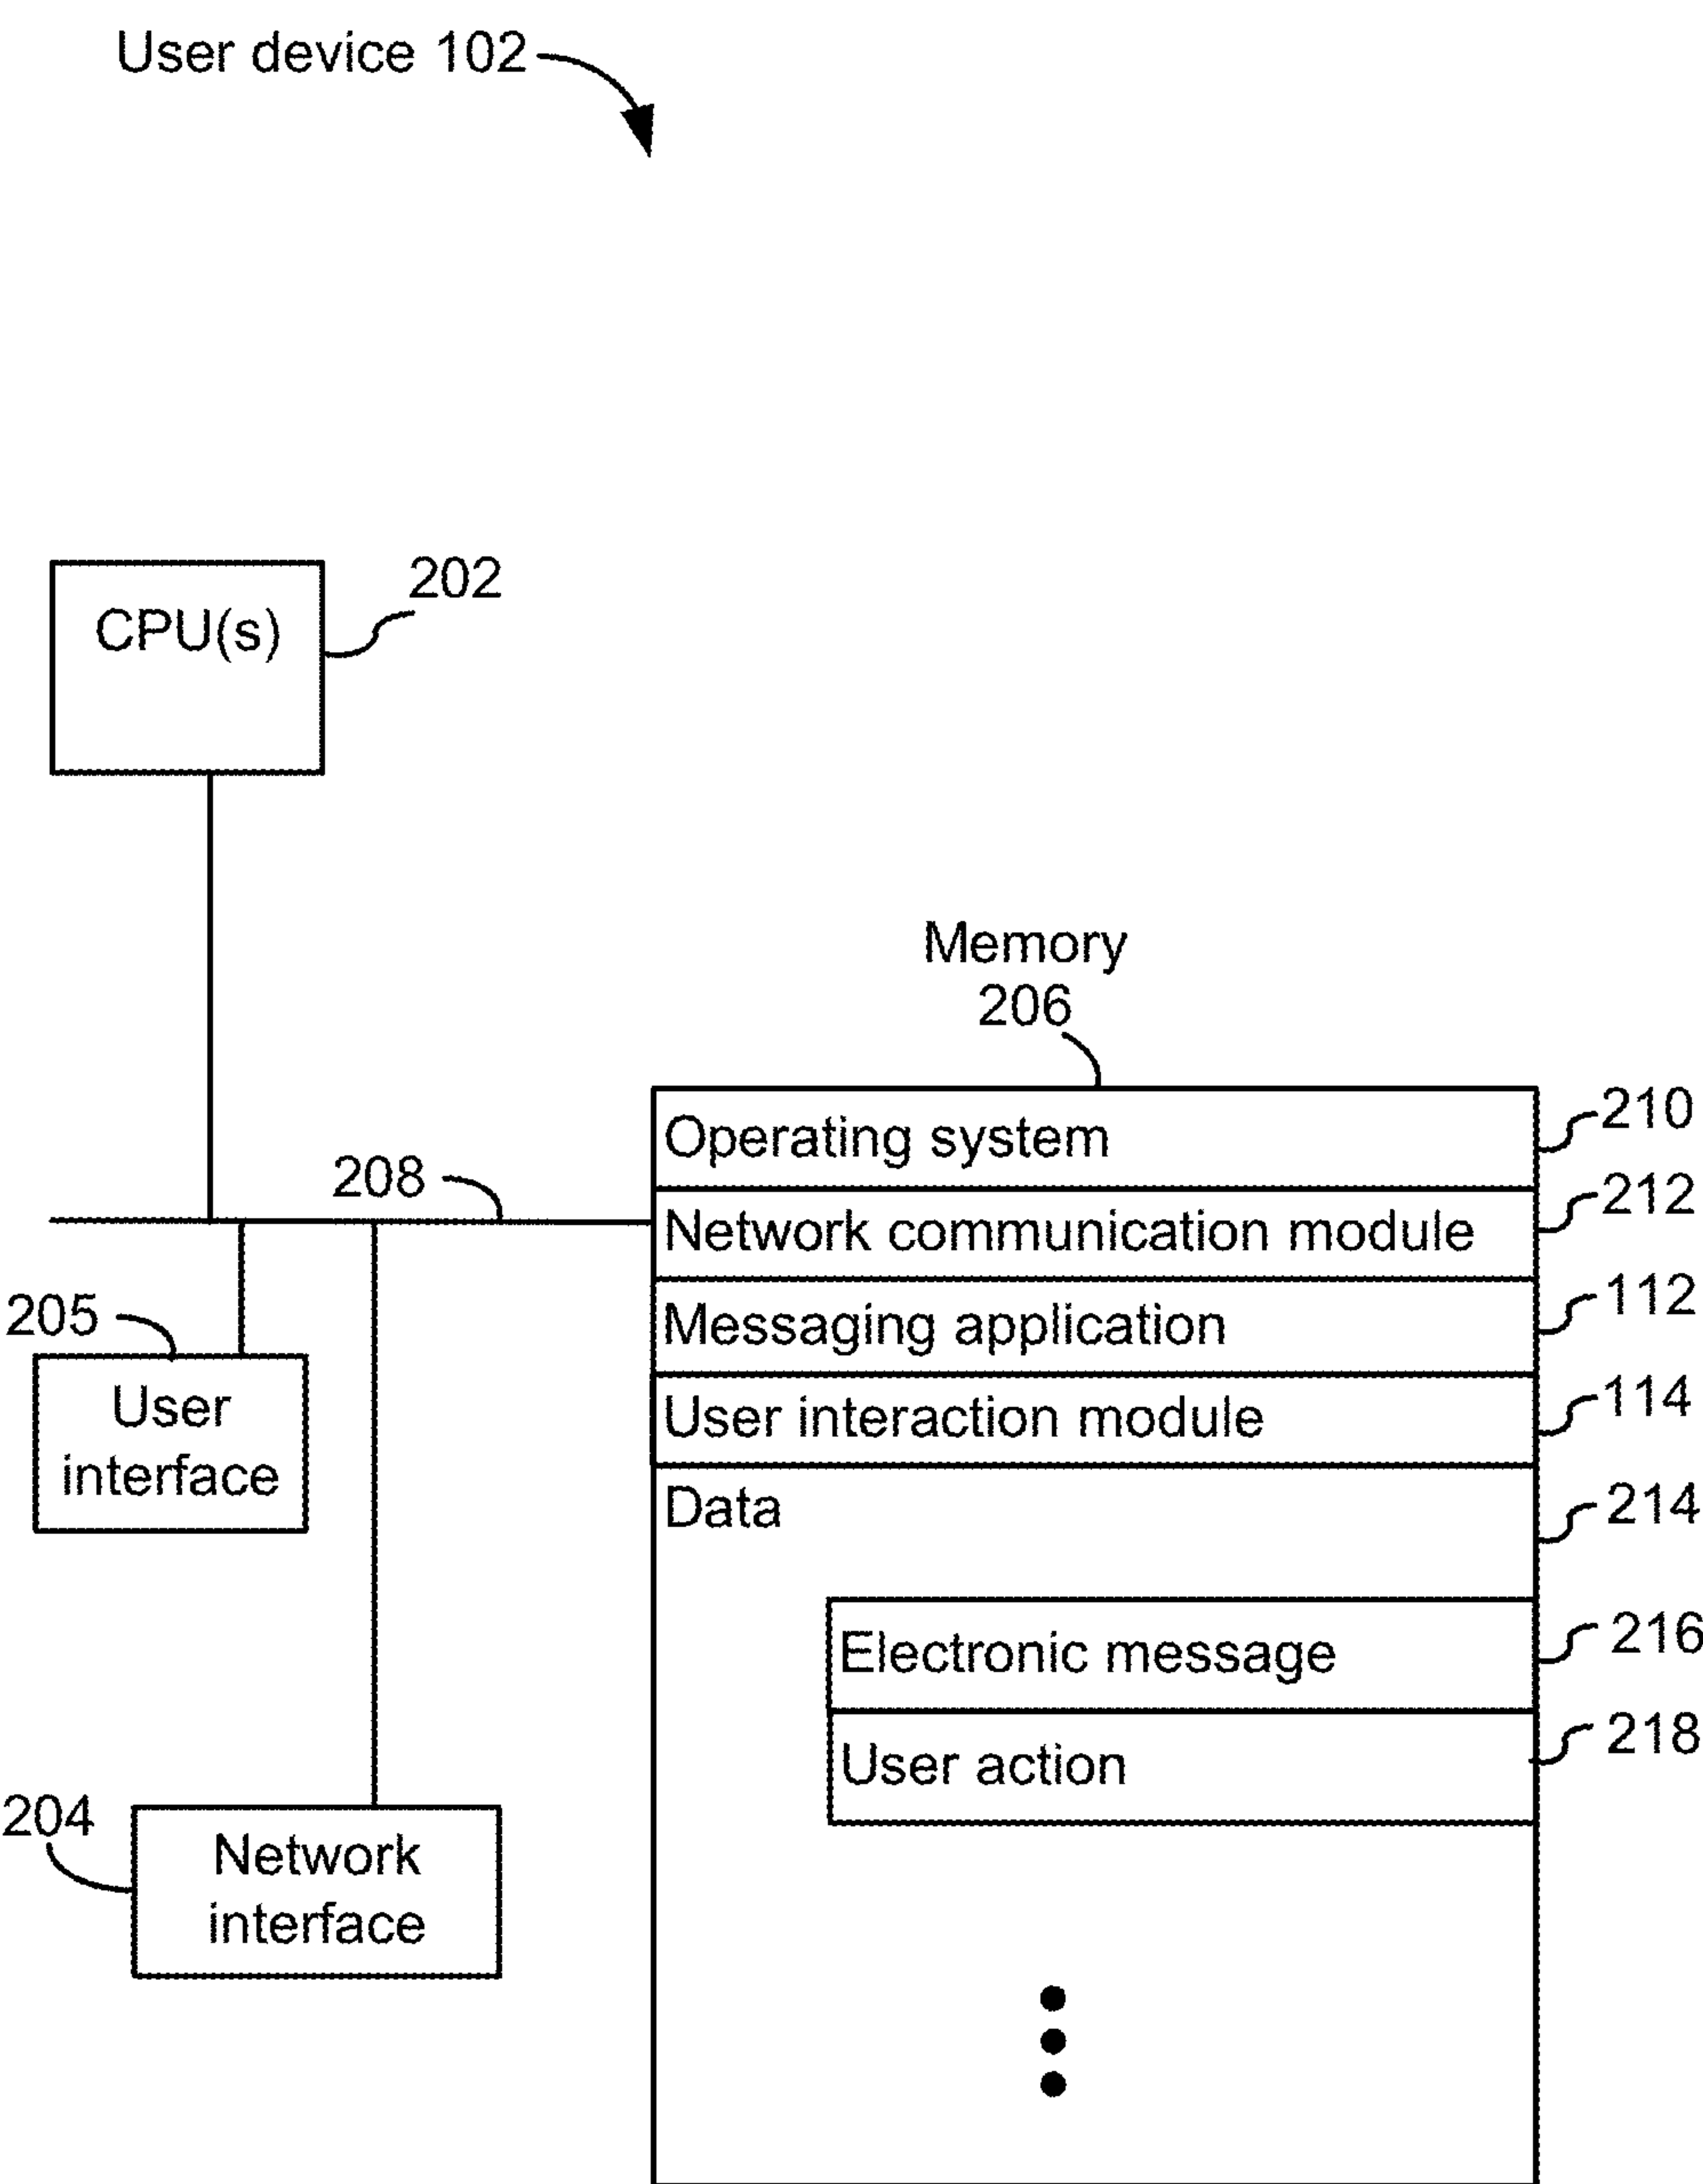 User device 102
202
CPU(s)
Memory
206
Operating system
210
208
Network communication module
212
Messaging application
112
205
User
interface
User interaction module
114
Data
214
Electronic message
216
User action
218
204
Network
interface